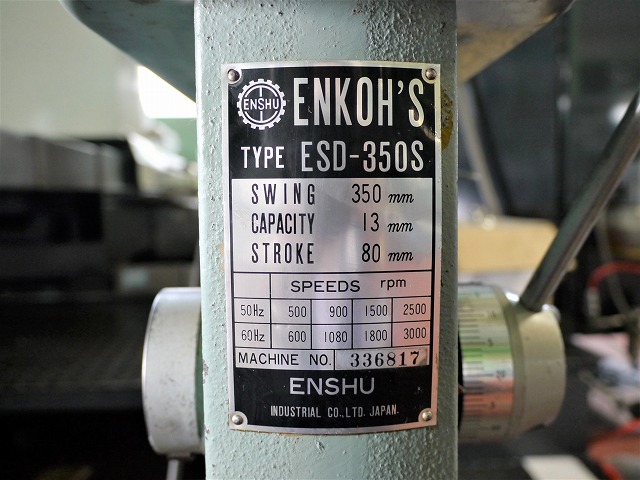 ENSHU ENKOH'S
TYPE ESD-350S
SWING 350 mm
CAPACITY 13 mm
STROKE 80 mm
SPEEDS rpm
50Hz 500 900 1500 2500
60Hz 600 1080 1800 3000
MACHINE NO. 336817
ENSHU
INDUSTRIAL CO.,LTD. JAPAN.